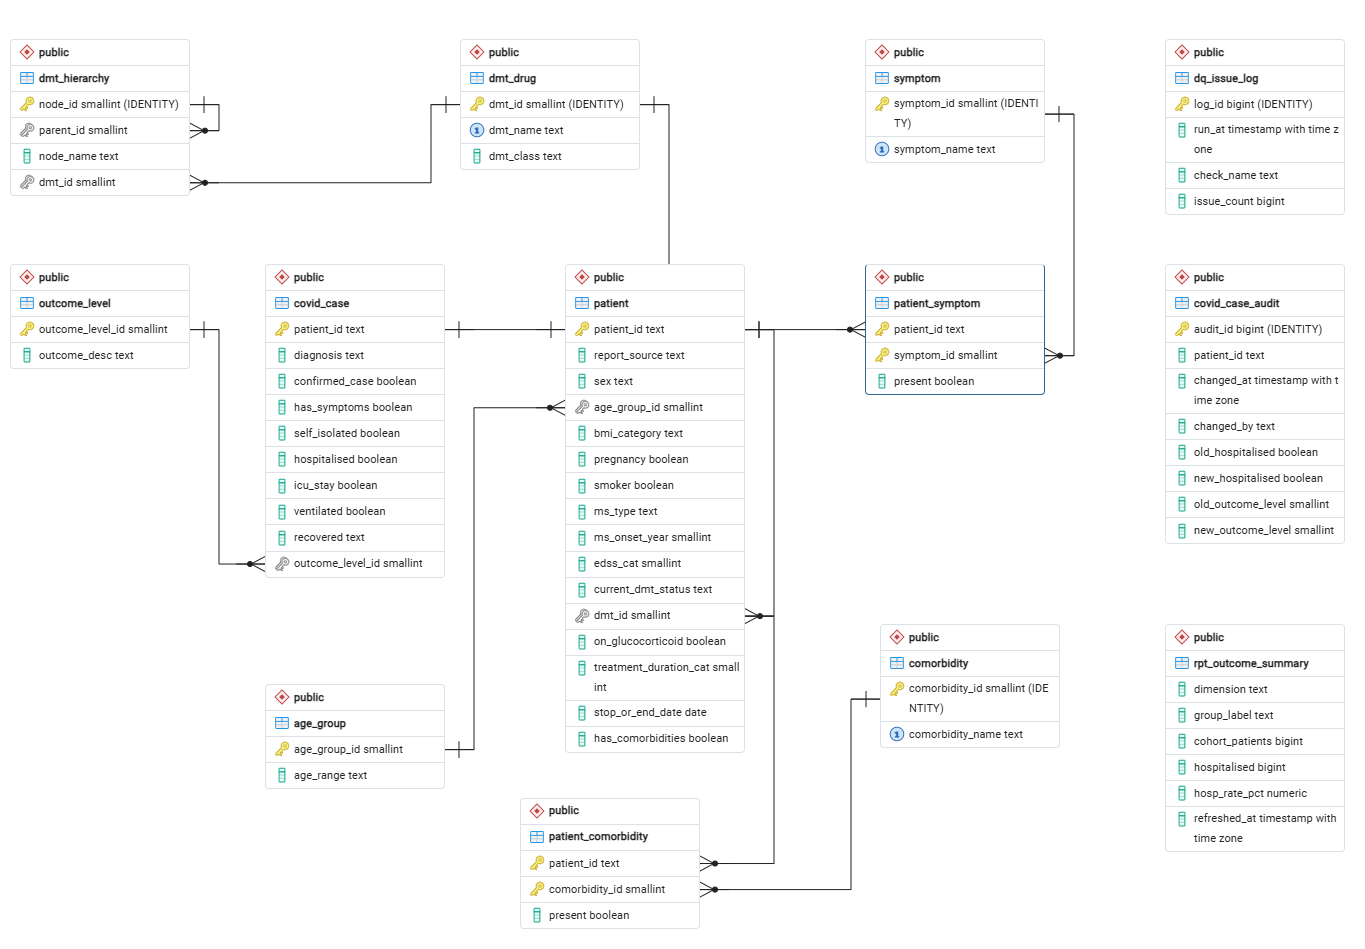 public
dmt_hierarchy
node_id smallint (IDENTITY)
parent_id smallint
node_name text
dmt_id smallint
public
dmt_drug
dmt_id smallint (IDENTITY)
1 dmt_name text
dmt_class text
public
symptom
symptom_id smallint (IDENTI
TY)
1 symptom_name text
public
dq_issue_log
log_id bigint (IDENTITY)
run_at timestamp with time z
one
check_name text
issue_count bigint
public
outcome_level
outcome_level_id smallint
outcome_desc text
public
covid_case
patient_id text
diagnosis text
confirmed_case boolean
has_symptoms boolean
self_isolated boolean
hospitalised boolean
icu_stay boolean
ventilated boolean
recovered text
outcome_level_id smallint
public
patient
patient_id text
report_source text
sex text
age_group_id smallint
bmi_category text
pregnancy boolean
smoker boolean
ms_type text
ms_onset_year smallint
edss_cat smallint
current_dmt_status text
dmt_id smallint
on_glucocorticoid boolean
treatment_duration_cat small
int
stop_or_end_date date
has_comorbidities boolean
public
patient_symptom
patient_id text
symptom_id smallint
present boolean
public
covid_case_audit
audit_id bigint (IDENTITY)
patient_id text
changed_at timestamp with t
ime zone
changed_by text
old_hospitalised boolean
new_hospitalised boolean
old_outcome_level smallint
new_outcome_level smallint
public
age_group
age_group_id smallint
age_range text
public
comorbidity
comorbidity_id smallint (IDE
NTITY)
1 comorbidity_name text
public
rpt_outcome_summary
dimension text
group_label text
cohort_patients bigint
hospitalised bigint
hosp_rate_pct numeric
refreshed_at timestamp with
time zone
public
patient_comorbidity
patient_id text
comorbidity_id smallint
present boolean